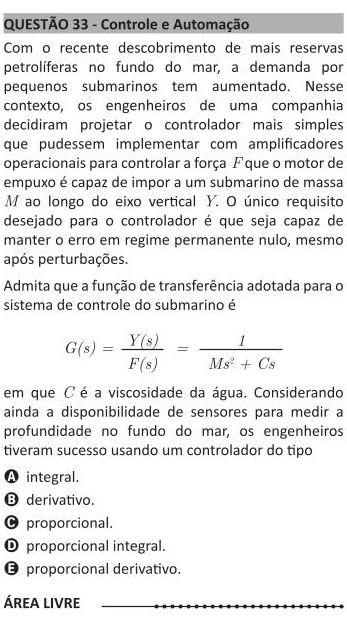 QUESTÃO 33 - Controle e Automação
Com o recente descobrimento de mais reservas
petrolíferas no fundo do mar, a demanda por
pequenos submarinos tem aumentado. Nesse
contexto, os engenheiros de uma companhia
decidiram projetar o controlador mais simples
que pudessem implementar com amplificadores
operacionais para controlar a força F que o motor de
empuxo é capaz de impor a um submarino de massa
M ao longo do eixo vertical Y. O único requisito
desejado para o controlador é que seja capaz de
manter o erro em regime permanente nulo, mesmo
após perturbações.
Admita que a função de transferência adotada para o
sistema de controle do submarino é
G(s) = Y(s) / F(s) = 1 / (Ms² + Cs)
em que C é a viscosidade da água. Considerando
ainda a disponibilidade de sensores para medir a
profundidade no fundo do mar, os engenheiros
tiveram sucesso usando um controlador do tipo
A integral.
B derivativo.
C proporcional.
D proporcional integral.
E proporcional derivativo.
ÁREA LIVRE